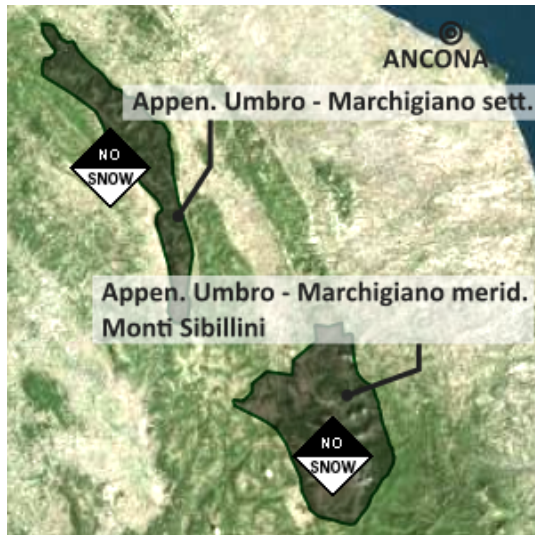 ANCONA
Appen. Umbro - Marchigiano sett.
NO
SNOW
Appen. Umbro - Marchigiano merid.
Monti Sibillini
NO
SNOW